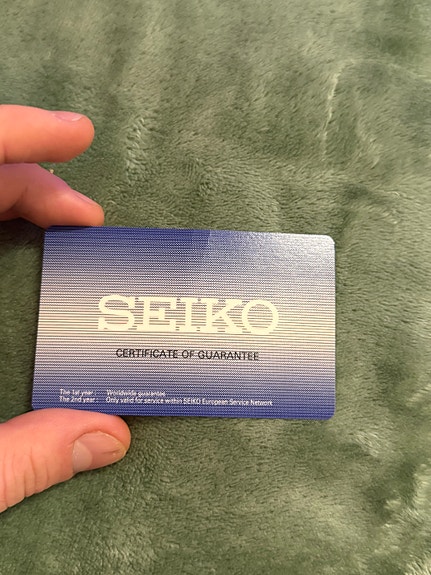 SEIKO
CERTIFICATE OF GUARANTEE
The 1st year : Worldwide guarantee
The 2nd year : Only valid for service within SEIKO European Service Network